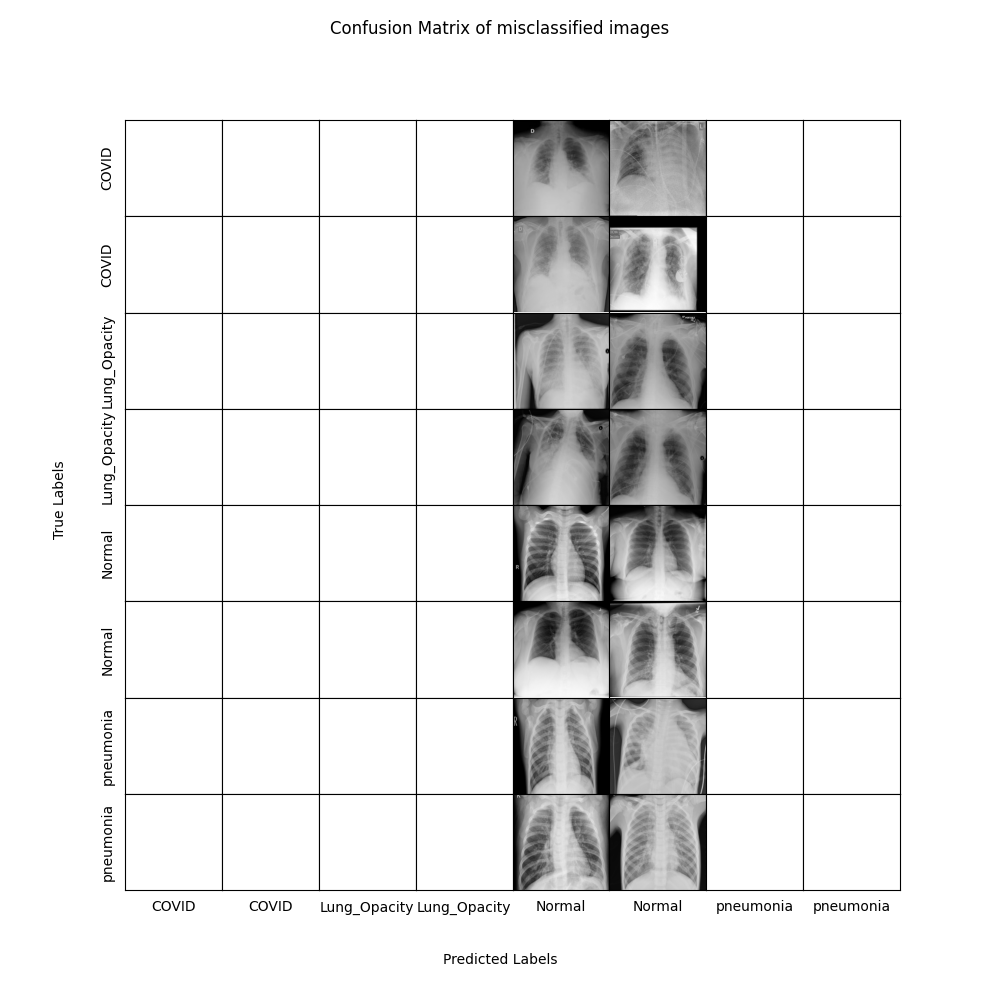 Confusion Matrix of misclassified images
True Labels
COVID
COVID
Lung_Opacity
Lung_Opacity
Normal
Normal
pneumonia
pneumonia
COVID COVID Lung_Opacity Lung_Opacity Normal Normal pneumonia pneumonia
Predicted Labels